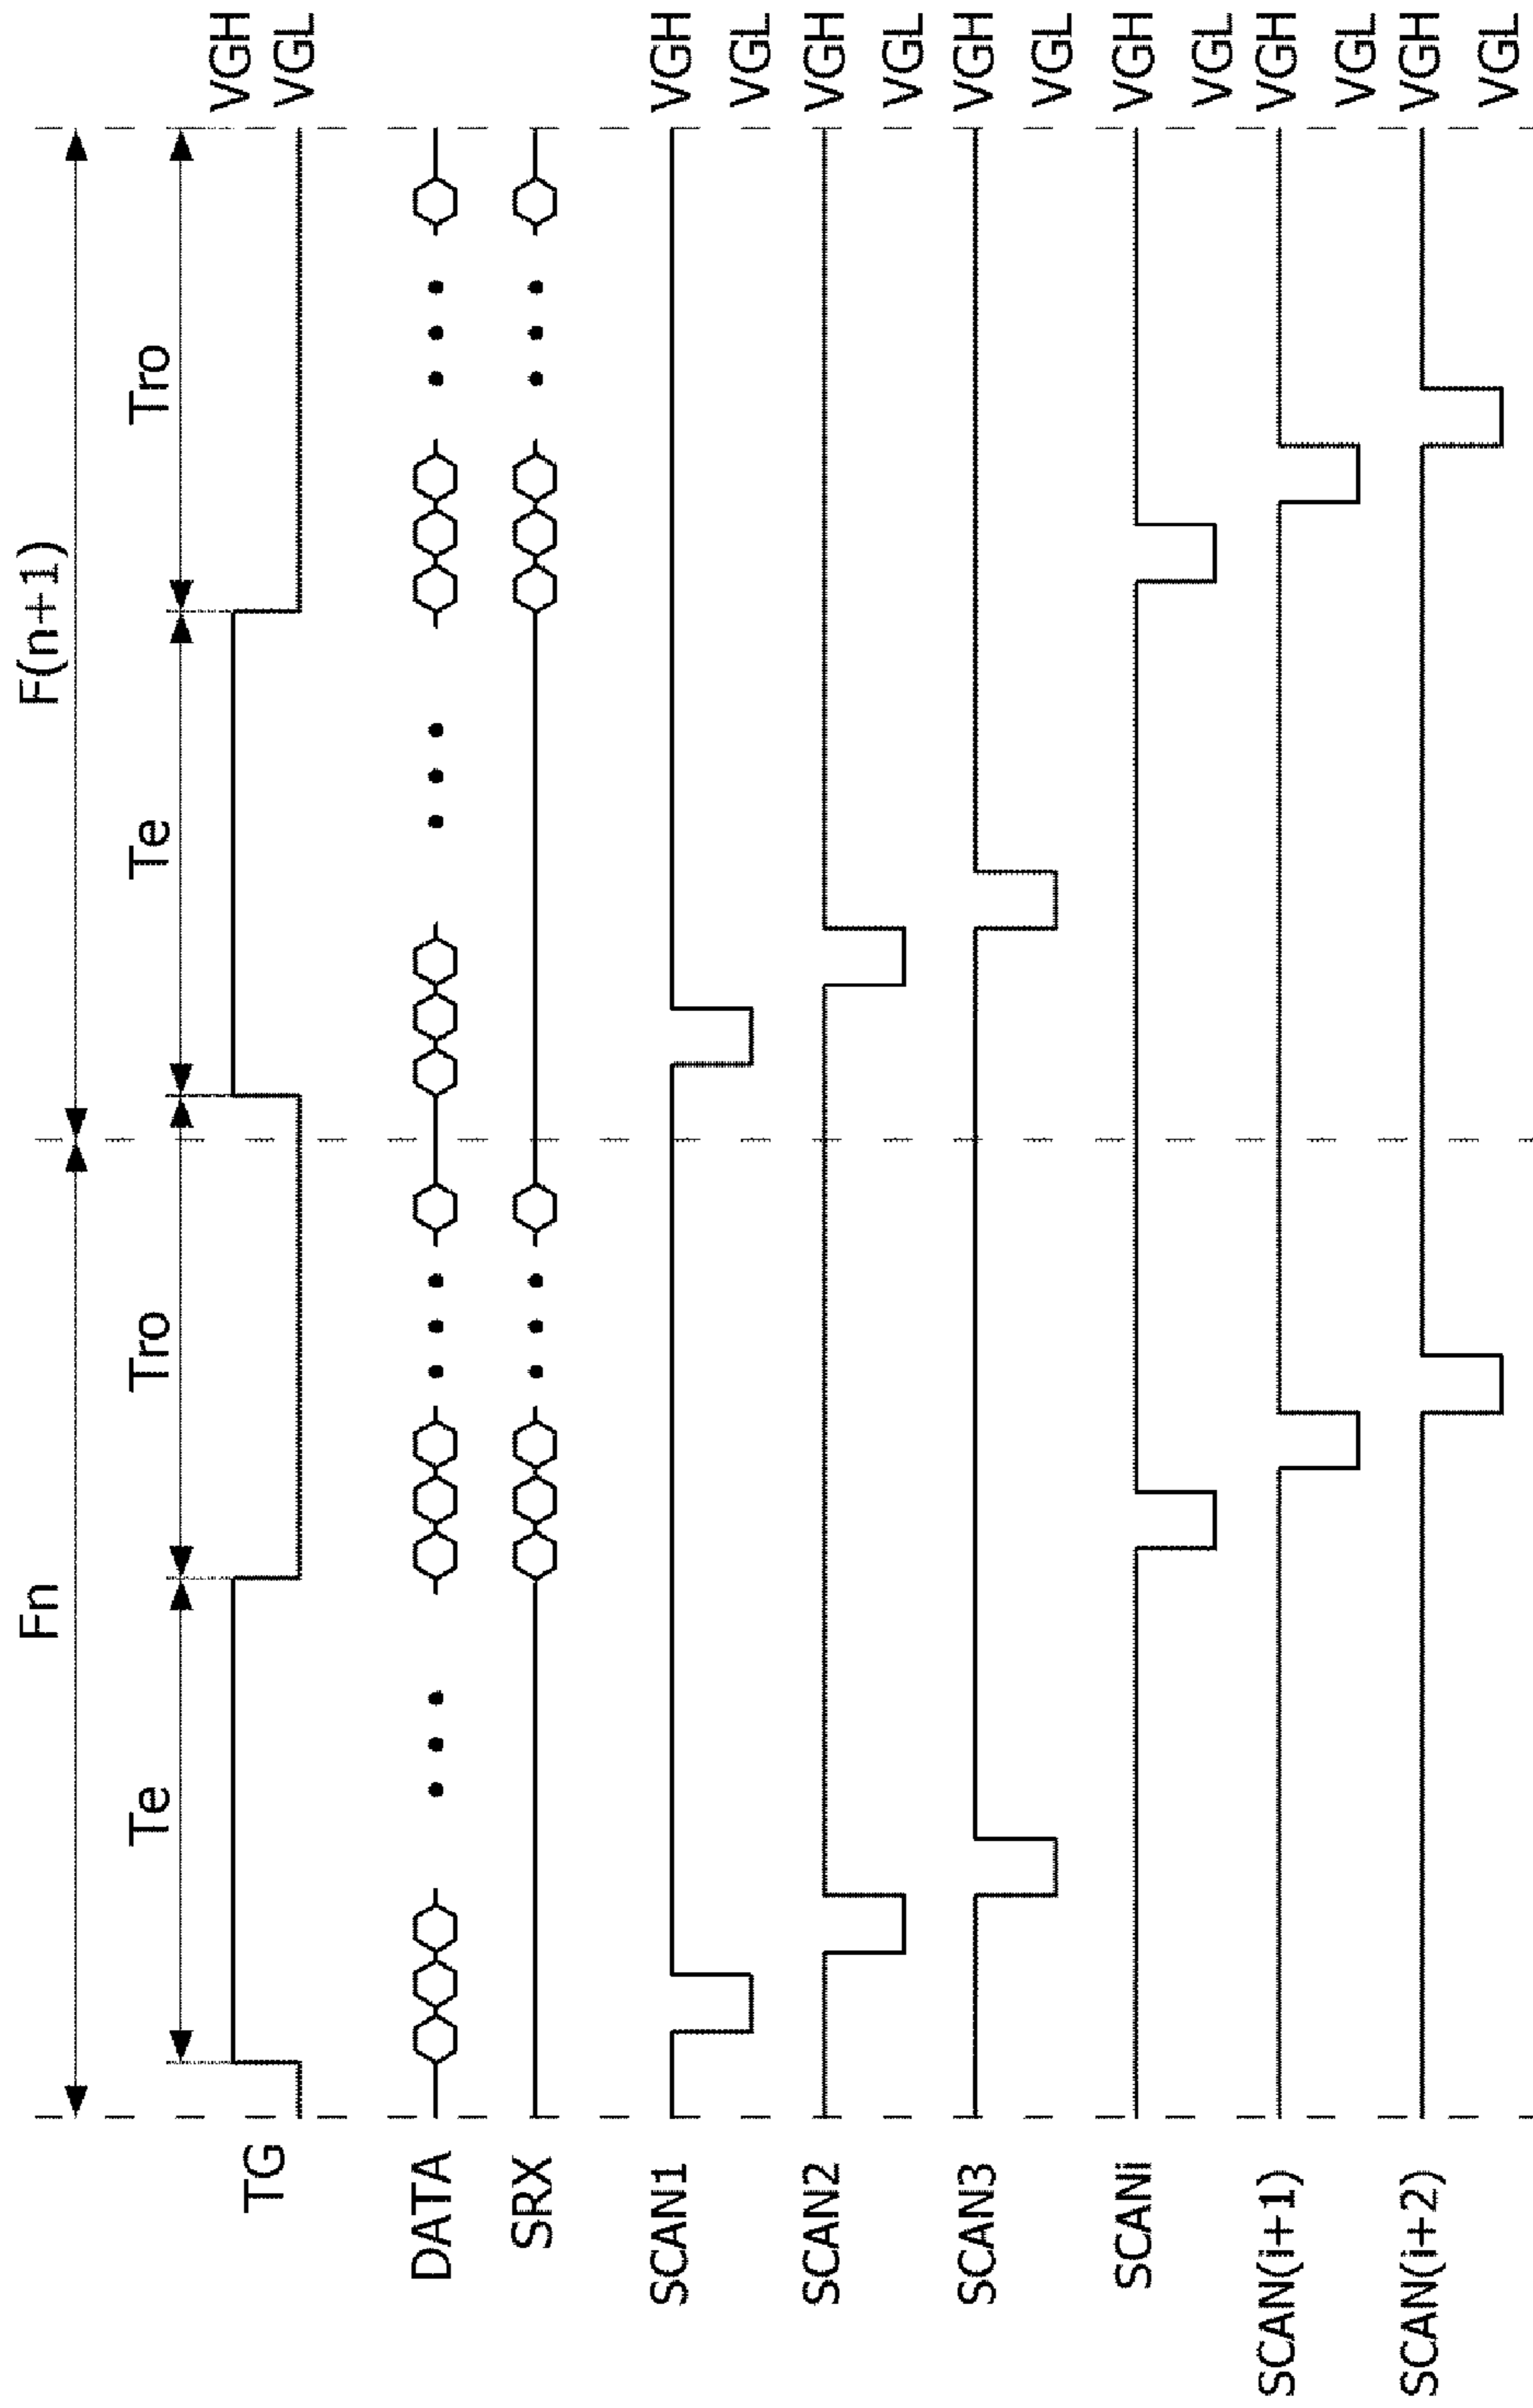 Fn
F(n+1)
Te
Tro
Te
Tro
TG
VGH
VGL
DATA
SRX
SCAN1
VGH
VGL
SCAN2
VGH
VGL
SCAN3
VGH
VGL
SCANi
VGH
VGL
SCAN(i+1)
VGH
VGL
SCAN(i+2)
VGH
VGL